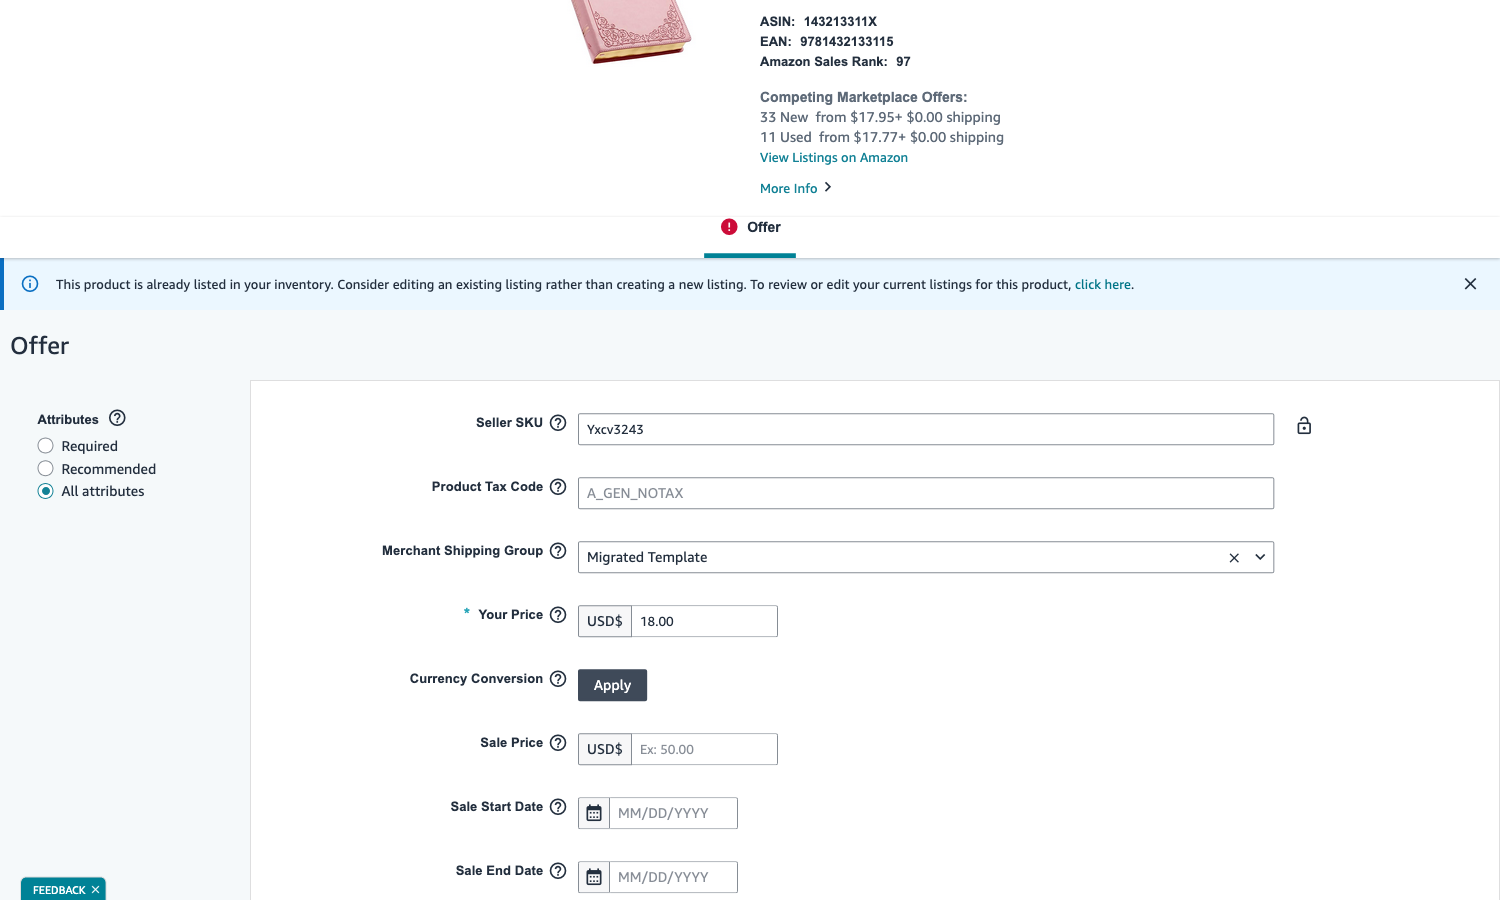 ASIN: 143213311X
EAN: 9781432133115
Amazon Sales Rank: 97
Competing Marketplace Offers:
33 New from $17.95+ $0.00 shipping
11 Used from $17.77+ $0.00 shipping
View Listings on Amazon
More Info
Offer
This product is already listed in your inventory. Consider editing an existing listing rather than creating a new listing. To review or edit your current listings for this product, click here.
Offer
Attributes
Required
Recommended
All attributes
Seller SKU
Yxcv3243
Product Tax Code
A_GEN_NOTAX
Merchant Shipping Group
Migrated Template
* Your Price
USD$ 18.00
Currency Conversion
Apply
Sale Price
USD$ Ex: 50.00
Sale Start Date
MM/DD/YYYY
Sale End Date
MM/DD/YYYY
FEEDBACK